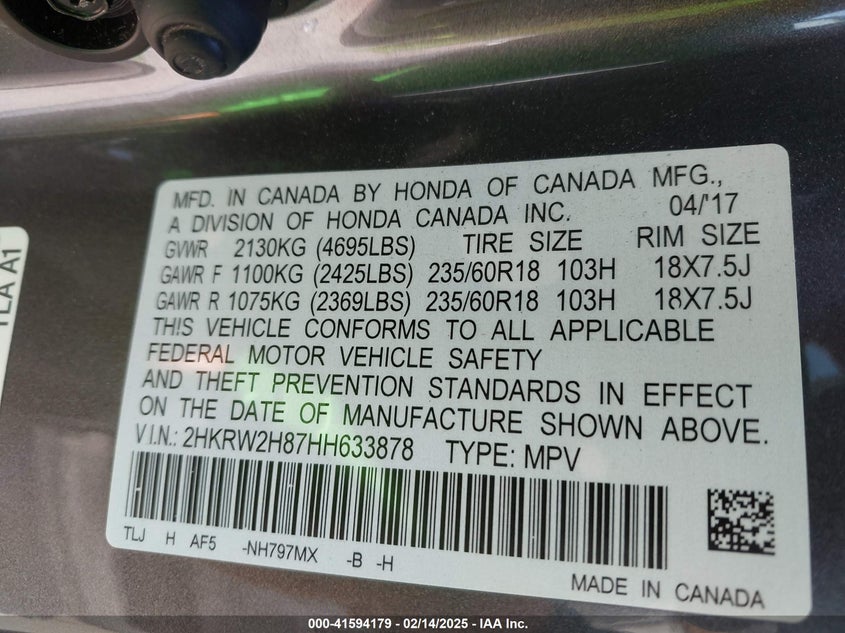 MFD. IN CANADA BY HONDA OF CANADA MFG.,
A DIVISION OF HONDA CANADA INC. 04/'17
GVWR 2130KG (4695LBS) TIRE SIZE RIM SIZE
GAWR F 1100KG (2425LBS) 235/60R18 103H 18X7.5J
GAWR R 1075KG (2369LBS) 235/60R18 103H 18X7.5J
THIS VEHICLE CONFORMS TO ALL APPLICABLE
FEDERAL MOTOR VEHICLE SAFETY
AND THEFT PREVENTION STANDARDS IN EFFECT
ON THE DATE OF MANUFACTURE SHOWN ABOVE.
VIN.: 2HKRW2H87HH633878 TYPE: MPV
TLJ H AF5 -NH797MX -B -H
MADE IN CANADA
TLA A1
000-41594179 — 02/14/2025 — IAA Inc.